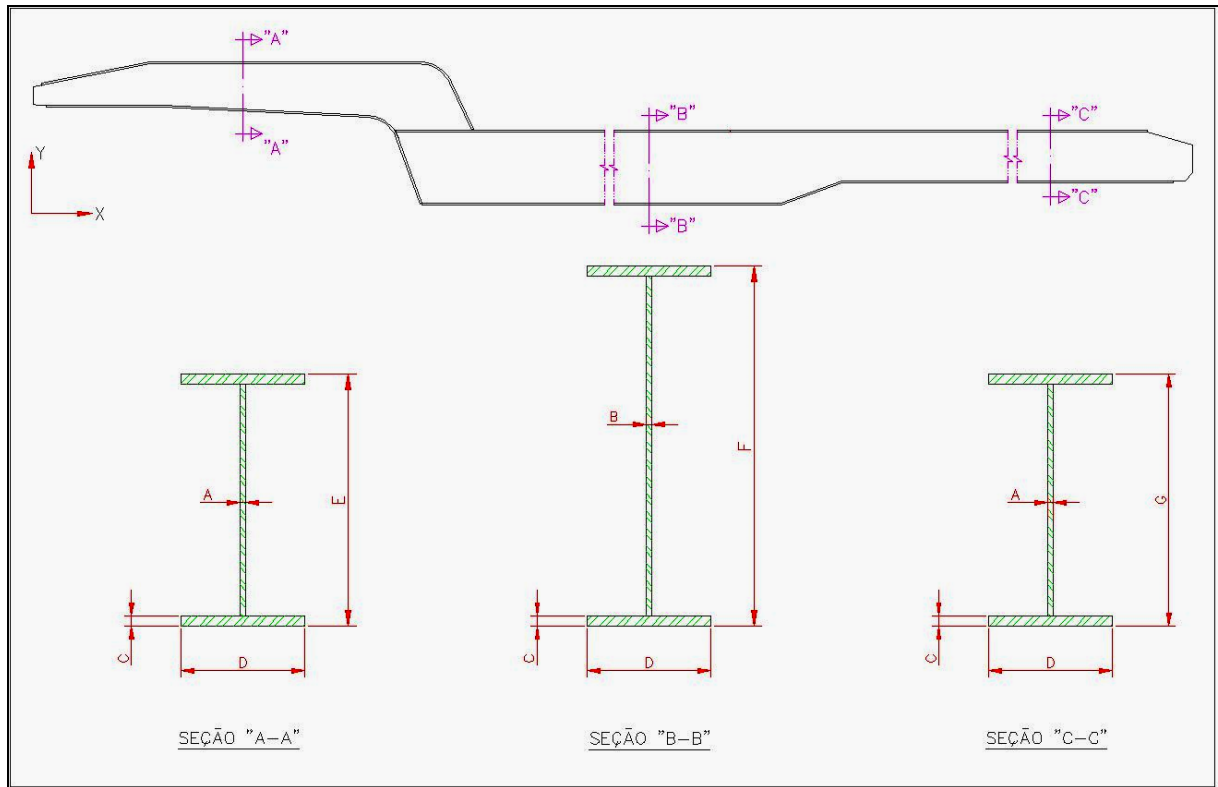 "A"
"B"
"C"
"A"
"B"
"C"
Y
X
A
E
B
F
A
G
C
D
C
D
C
D
SEÇÃO "A-A"
SEÇÃO "B-B"
SEÇÃO "C-C"